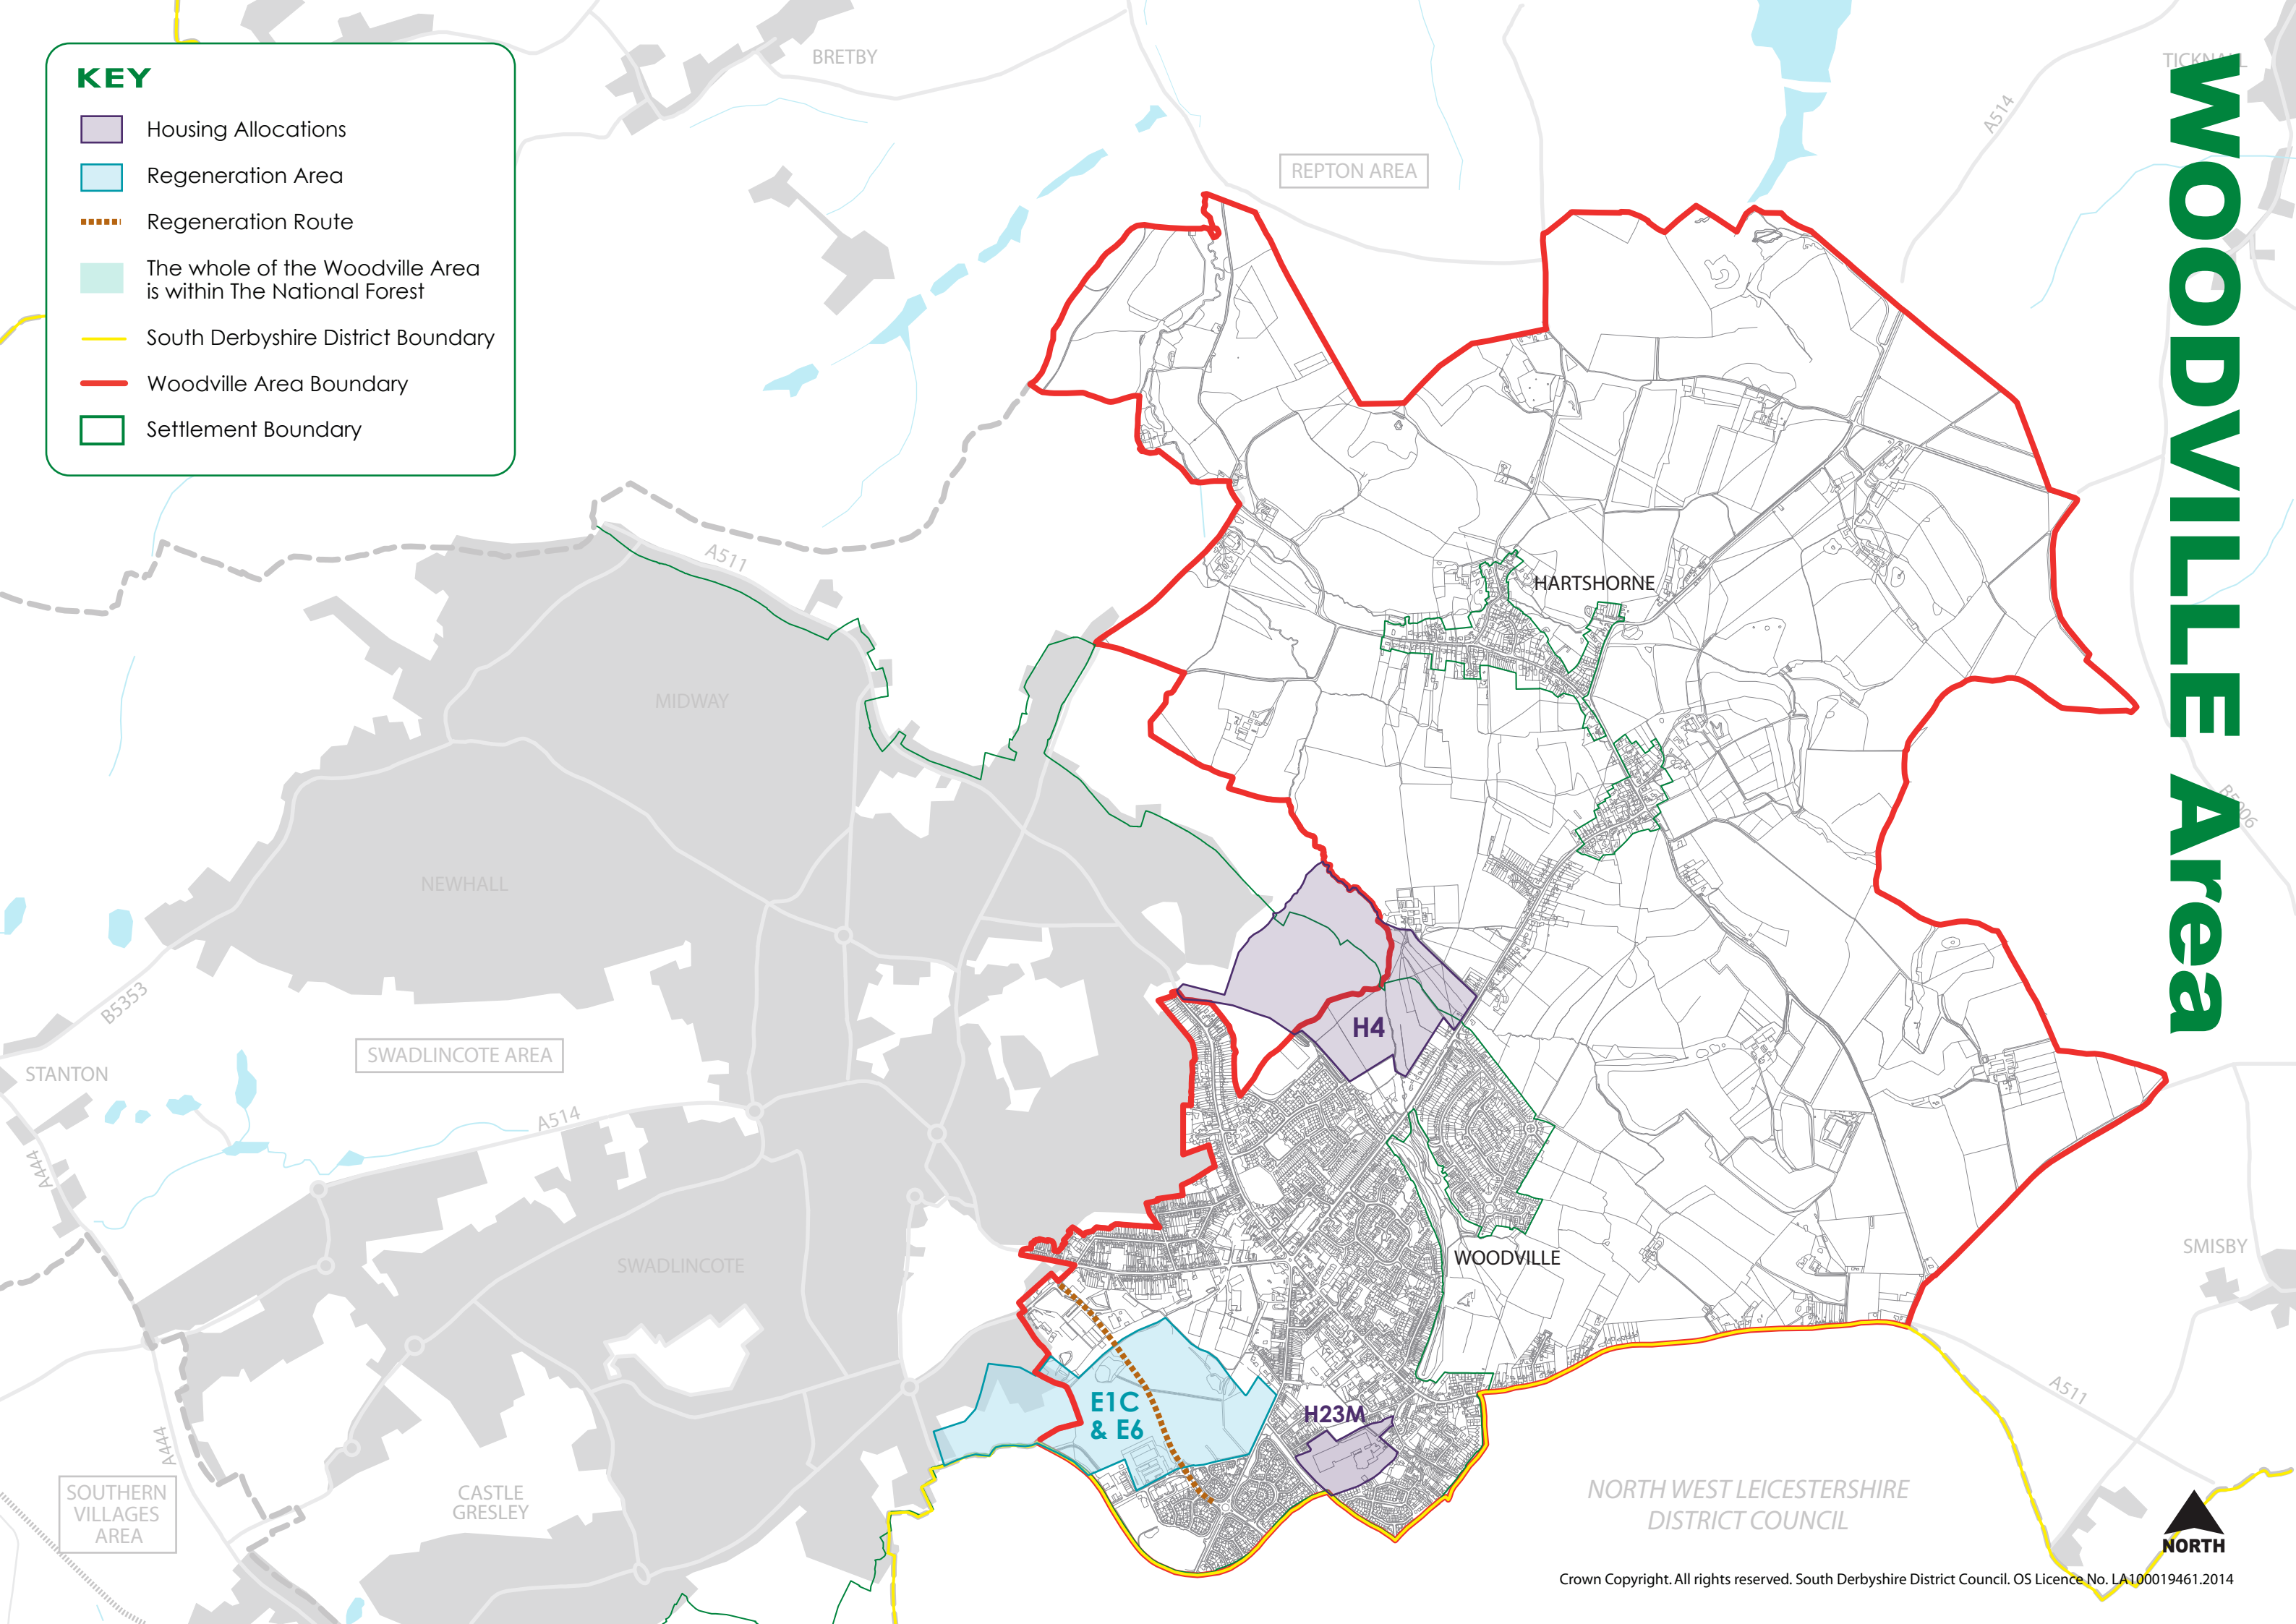 KEY
Housing Allocations
Regeneration Area
Regeneration Route
The whole of the Woodville Area
is within The National Forest
South Derbyshire District Boundary
Woodville Area Boundary
Settlement Boundary
WOODVILLE Area
BRETBY
TICKNALL
A514
REPTON AREA
A511
HARTSHORNE
MIDWAY
B5006
NEWHALL
B5353
H4
SWADLINCOTE AREA
STANTON
A514
A444
SWADLINCOTE
WOODVILLE
SMISBY
E1C
& E6
H23M
A511
A444
SOUTHERN
VILLAGES
AREA
CASTLE
GRESLEY
NORTH WEST LEICESTERSHIRE
DISTRICT COUNCIL
NORTH
Crown Copyright. All rights reserved. South Derbyshire District Council. OS Licence No. LA100019461.2014